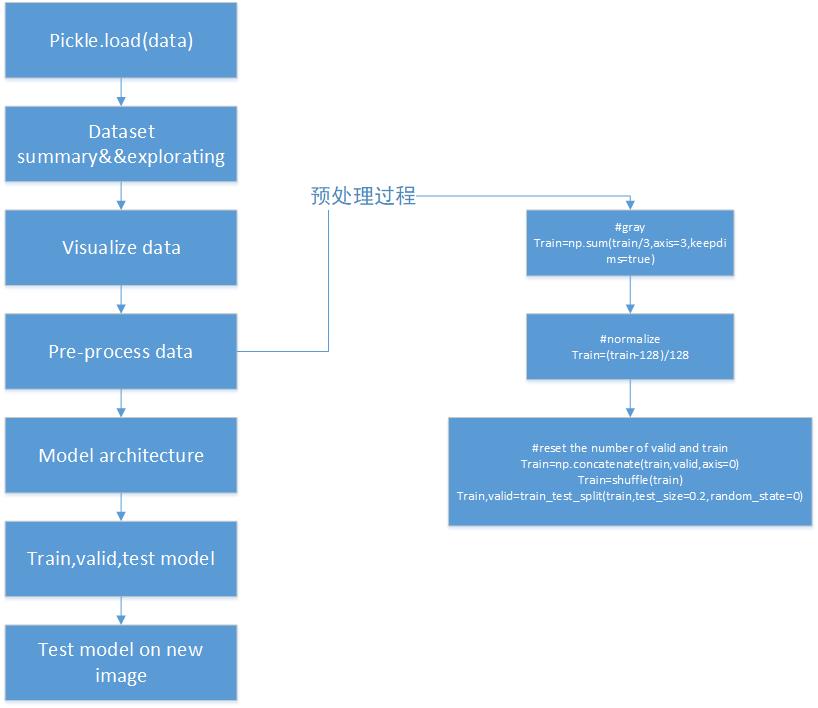 Pickle.load(data)
Dataset
summary&&explorating
Visualize data
Pre-process data
Model architecture
Train,valid,test model
Test model on new
image
预处理过程
#gray
Train=np.sum(train/3,axis=3,keepdi
ms=true)
#normalize
Train=(train-128)/128
#reset the number of valid and train
Train=np.concatenate(train,valid,axis=0)
Train=shuffle(train)
Train,valid=train_test_split(train,test_size=0.2,random_state=0)